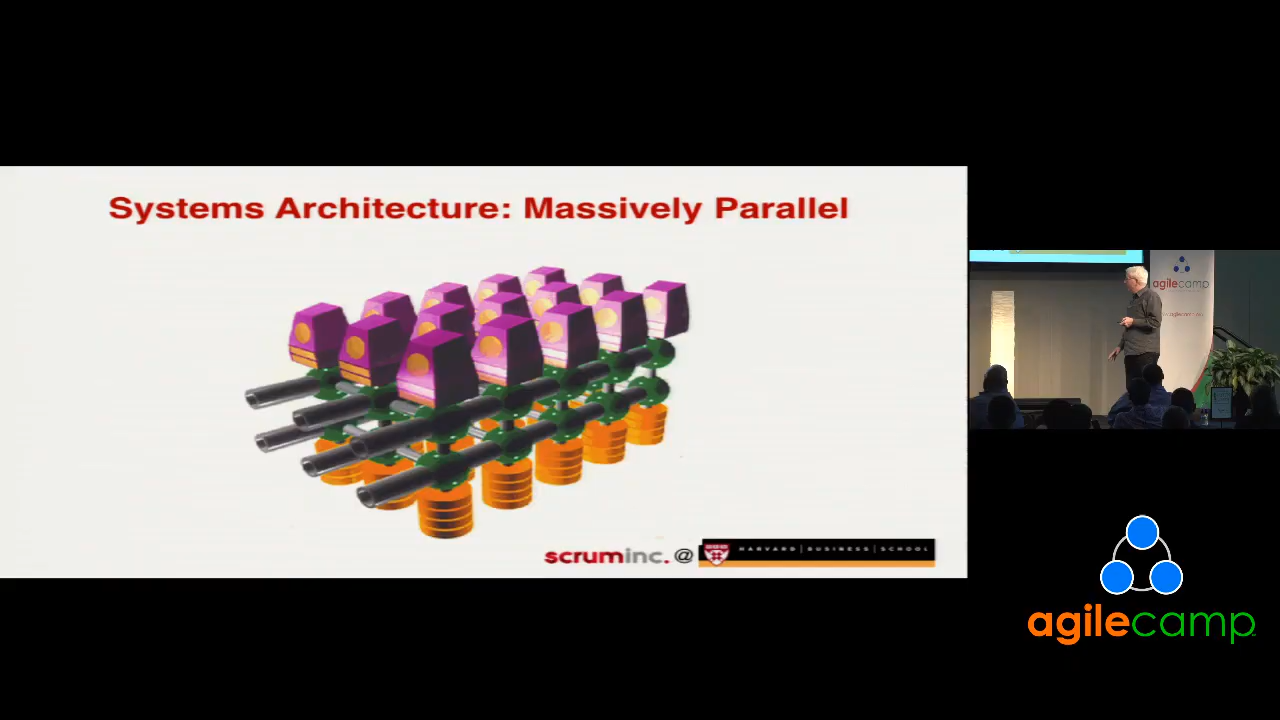 Systems Architecture: Massively Parallel
scruminc. @ HARVARD | BUSINESS | SCHOOL
agilecamp
agilecamp